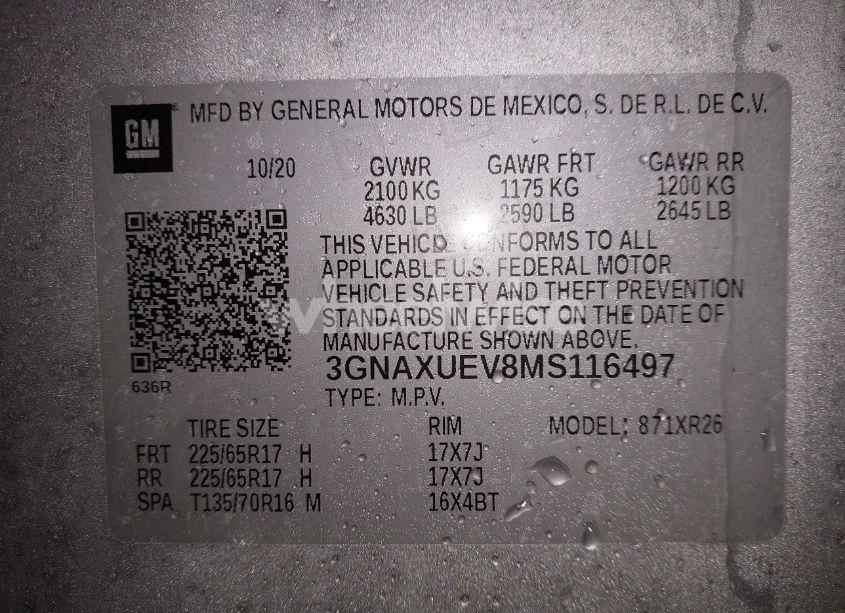 GM
MFD BY GENERAL MOTORS DE MEXICO, S. DE R.L. DE C.V.
10/20 GVWR GAWR FRT GAWR RR
2100 KG 1175 KG 1200 KG
4630 LB 2590 LB 2645 LB
THIS VEHICLE CONFORMS TO ALL
APPLICABLE U.S. FEDERAL MOTOR
VEHICLE SAFETY AND THEFT PREVENTION
STANDARDS IN EFFECT ON THE DATE OF
MANUFACTURE SHOWN ABOVE.
3GNAXUEV8MS116497
636R
TYPE: M.P.V.
TIRE SIZE RIM MODEL: 871XR26
FRT 225/65R17 H 17X7J
RR 225/65R17 H 17X7J
SPA T135/70R16 M 16X4BT